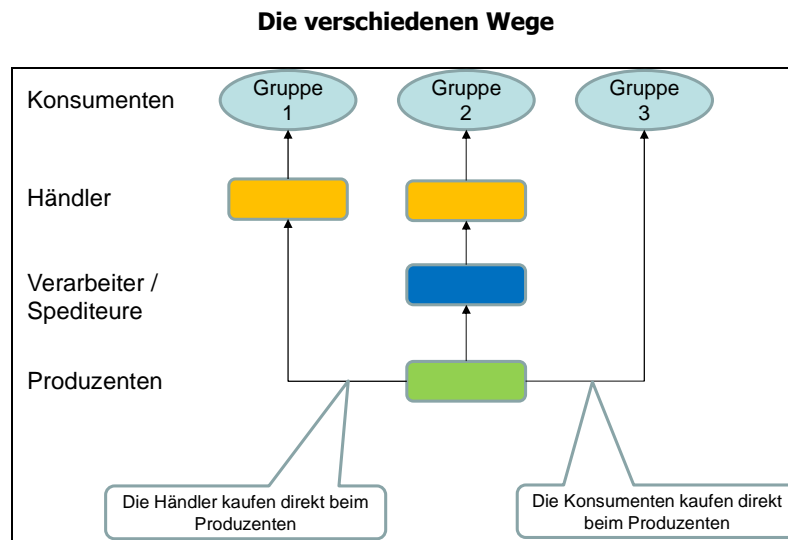 Die verschiedenen Wege
Konsumenten
Gruppe
1
Gruppe
2
Gruppe
3
Händler
Verarbeiter /
Spediteure
Produzenten
Die Händler kaufen direkt beim
Produzenten
Die Konsumenten kaufen direkt
beim Produzenten